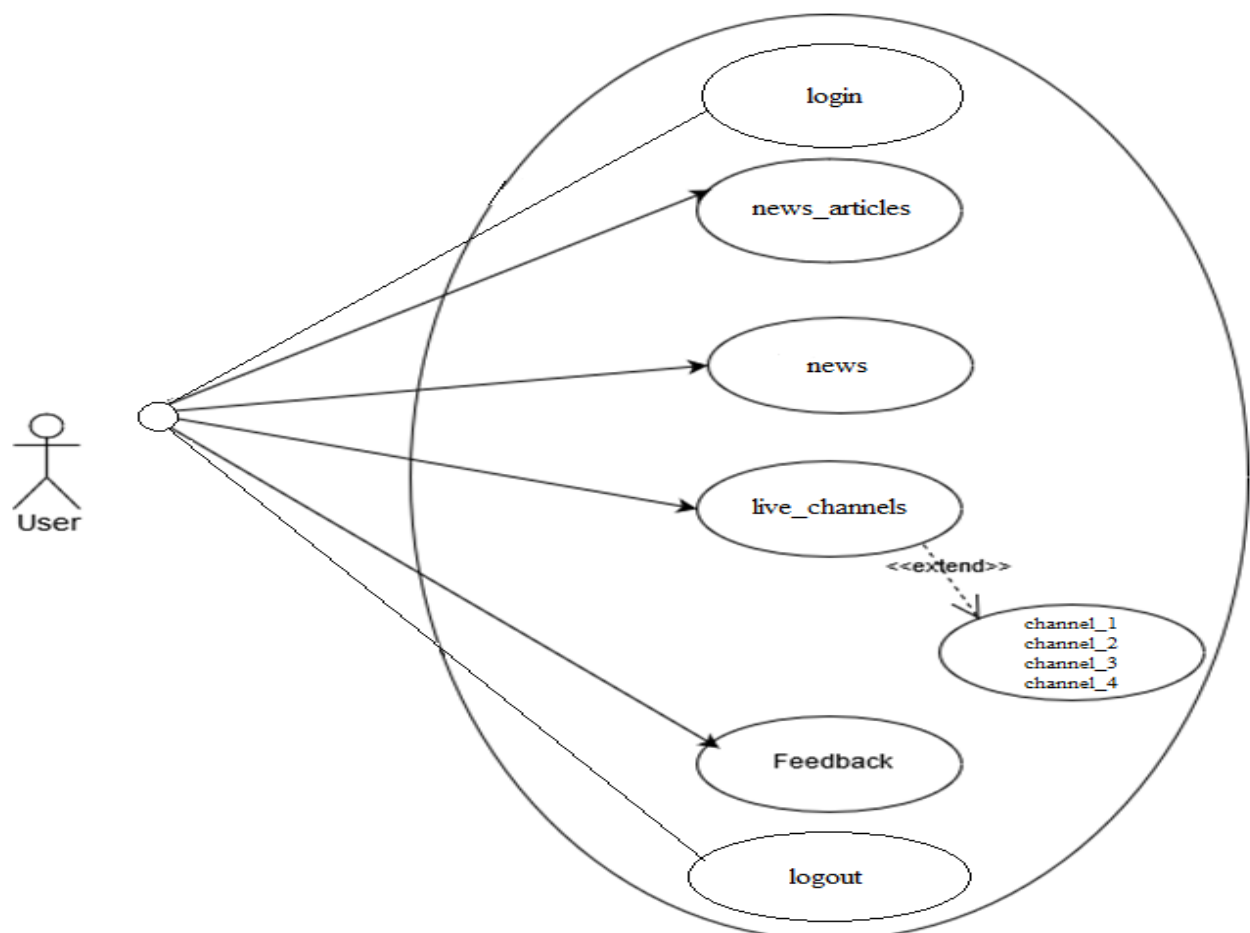 login
news_articles
news
live_channels
User
<<extend>>
channel_1
channel_2
channel_3
channel_4
Feedback
logout